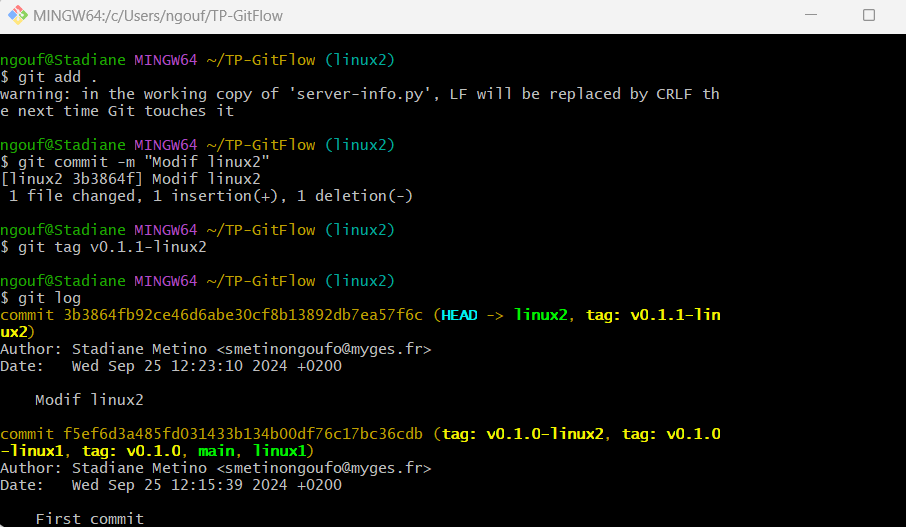 MINGW64:/c/Users/ngouf/TP-GitFlow
ngouf@Stadiane MINGW64 ~/TP-GitFlow (linux2)
$ git add .
warning: in the working copy of 'server-info.py', LF will be replaced by CRLF th
e next time Git touches it
ngouf@Stadiane MINGW64 ~/TP-GitFlow (linux2)
$ git commit -m "Modif linux2"
[linux2 3b3864f] Modif linux2
 1 file changed, 1 insertion(+), 1 deletion(-)
ngouf@Stadiane MINGW64 ~/TP-GitFlow (linux2)
$ git tag v0.1.1-linux2
ngouf@Stadiane MINGW64 ~/TP-GitFlow (linux2)
$ git log
commit 3b3864fb92ce46d6abe30cf8b13892db7ea57f6c (HEAD -> linux2, tag: v0.1.1-lin
ux2)
Author: Stadiane Metino <smetinongoufo@myges.fr>
Date:   Wed Sep 25 12:23:10 2024 +0200
    Modif linux2
commit f5ef6d3a485fd031433b134b00df76c17bc36cdb (tag: v0.1.0-linux2, tag: v0.1.0
-linux1, tag: v0.1.0, main, linux1)
Author: Stadiane Metino <smetinongoufo@myges.fr>
Date:   Wed Sep 25 12:15:39 2024 +0200
    First commit